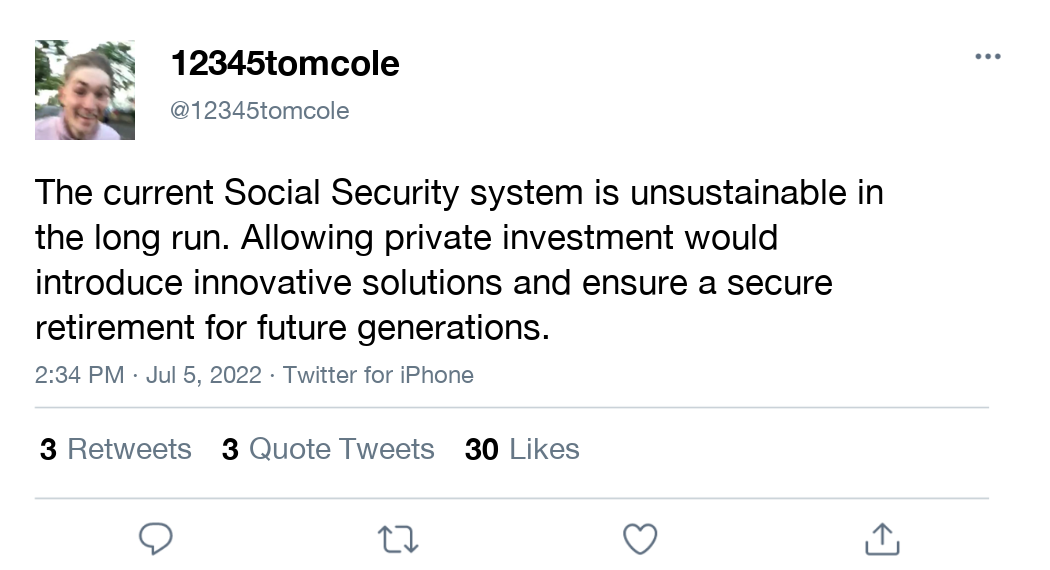 12345tomcole
@12345tomcole
The current Social Security system is unsustainable in
the long run. Allowing private investment would
introduce innovative solutions and ensure a secure
retirement for future generations.
2:34 PM · Jul 5, 2022 · Twitter for iPhone
3 Retweets 3 Quote Tweets 30 Likes